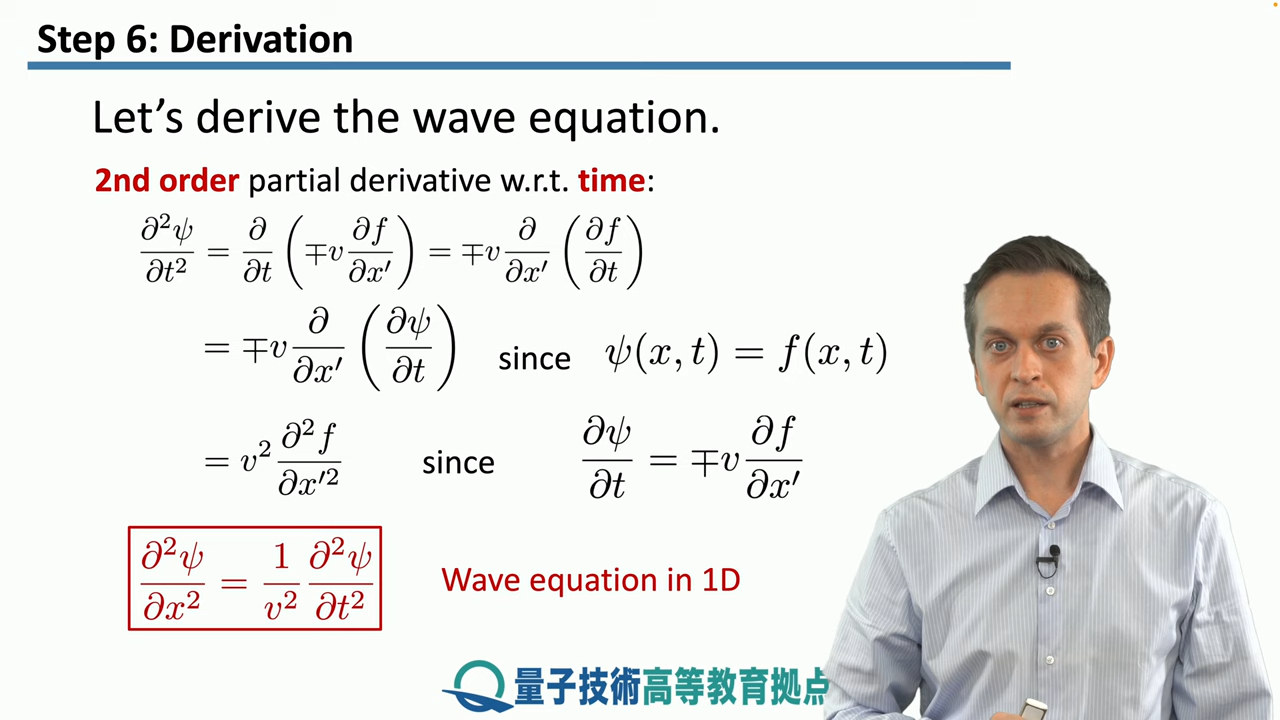 Step 6: Derivation
Let's derive the wave equation.
2nd order partial derivative w.r.t. time:
∂²ψ/∂t² = ∂/∂t (∓v ∂f/∂x′) = ∓v ∂/∂x′ (∂f/∂t)
= ∓v ∂/∂x′ (∂ψ/∂t) since ψ(x, t) = f(x, t)
= v² ∂²f/∂x′² since ∂ψ/∂t = ∓v ∂f/∂x′
∂²ψ/∂x² = 1/v² ∂²ψ/∂t² Wave equation in 1D
量子技術高等教育拠点